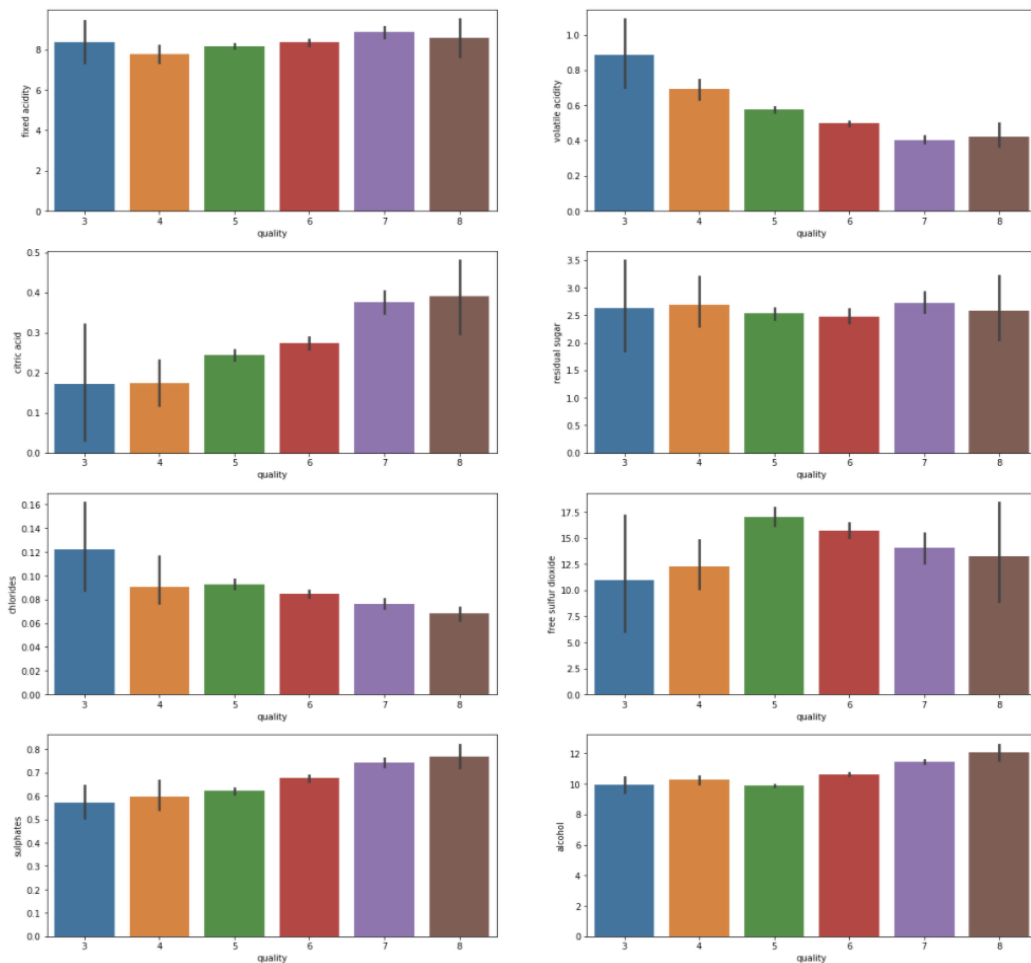 8
6
4
2
0
fixed acidity
3 4 5 6 7 8
quality
1.0
0.8
0.6
0.4
0.2
0.0
volatile acidity
3 4 5 6 7 8
quality
0.5
0.4
0.3
0.2
0.1
0.0
citric acid
3 4 5 6 7 8
quality
3.5
3.0
2.5
2.0
1.5
1.0
0.5
0.0
residual sugar
3 4 5 6 7 8
quality
0.16
0.14
0.12
0.10
0.08
0.06
0.04
0.02
0.00
chlorides
3 4 5 6 7 8
quality
17.5
15.0
12.5
10.0
7.5
5.0
2.5
0.0
free sulfur dioxide
3 4 5 6 7 8
quality
0.8
0.7
0.6
0.5
0.4
0.3
0.2
0.1
0.0
sulphates
3 4 5 6 7 8
quality
12
10
8
6
4
2
0
alcohol
3 4 5 6 7 8
quality